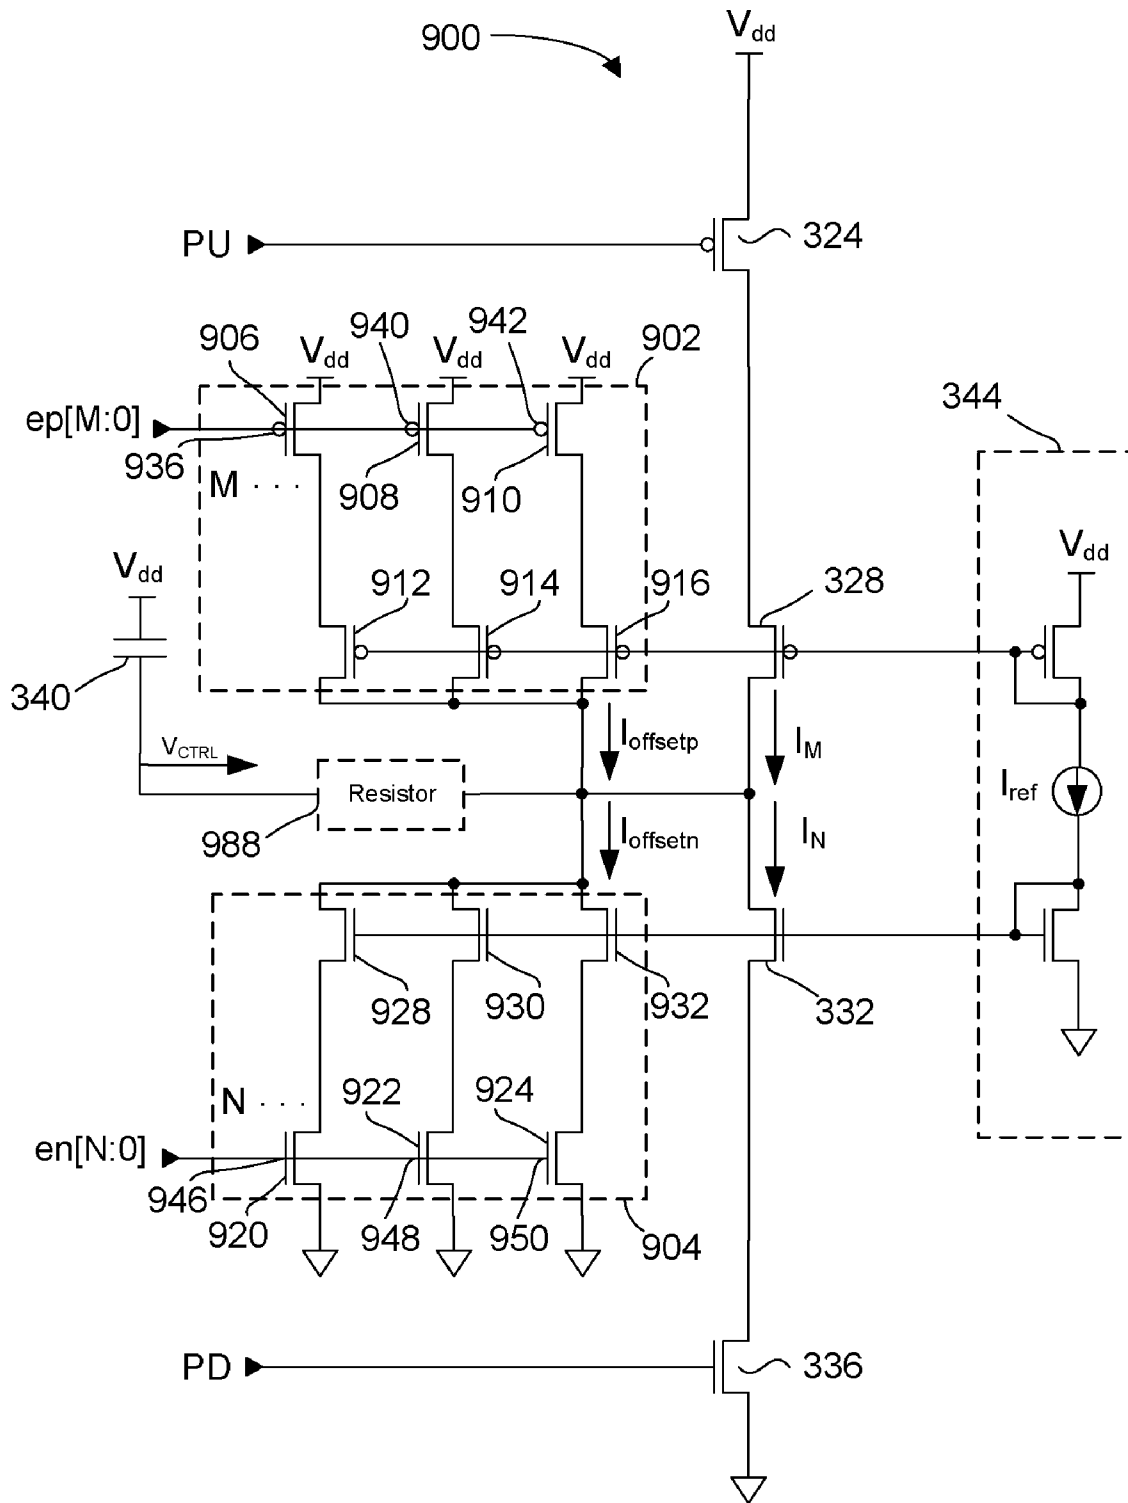 900
Vdd
PU
324
906
940
942
902
Vdd
Vdd
Vdd
ep[M:0]
344
936
M . . .
908
910
Vdd
Vdd
912
914
916
328
340
Ioffsetp
IM
VCTRL
Resistor
Iref
988
Ioffsetn
IN
928
930
932
332
N . . .
922
924
en[N:0]
946
920
948
950
904
PD
336